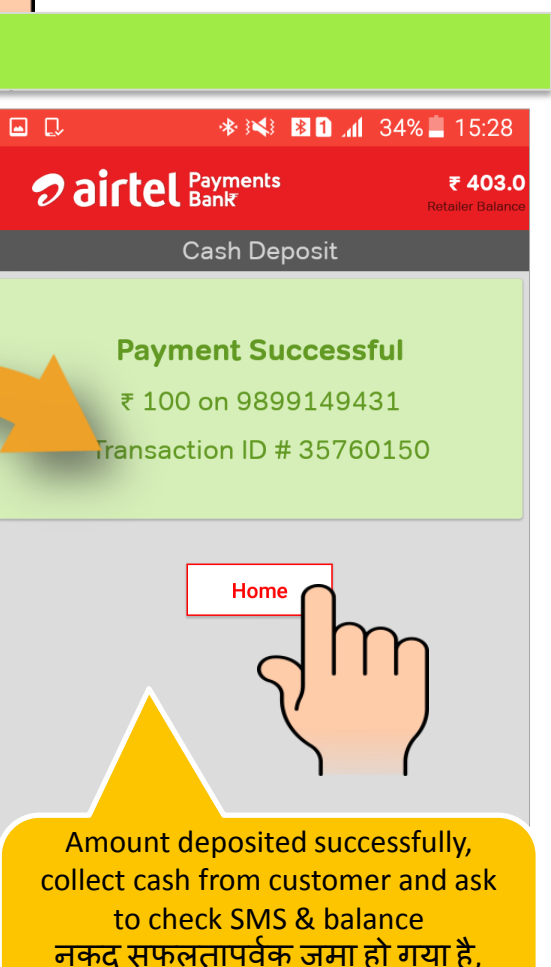 34% 15:28
airtel Payments Bank
₹ 403.0
Retailer Balance
Cash Deposit
Payment Successful
₹ 100 on 9899149431
Transaction ID # 35760150
Home
Amount deposited successfully,
collect cash from customer and ask
to check SMS & balance
नकद सफलतापूर्वक जमा हो गया है,